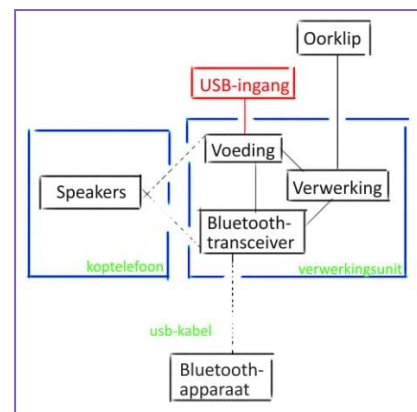 Oorklip
USB-ingang
Voeding
Speakers
Verwerking
Bluetooth-
transceiver
koptelefoon
verwerkingsunit
usb-kabel
Bluetooth-
apparaat